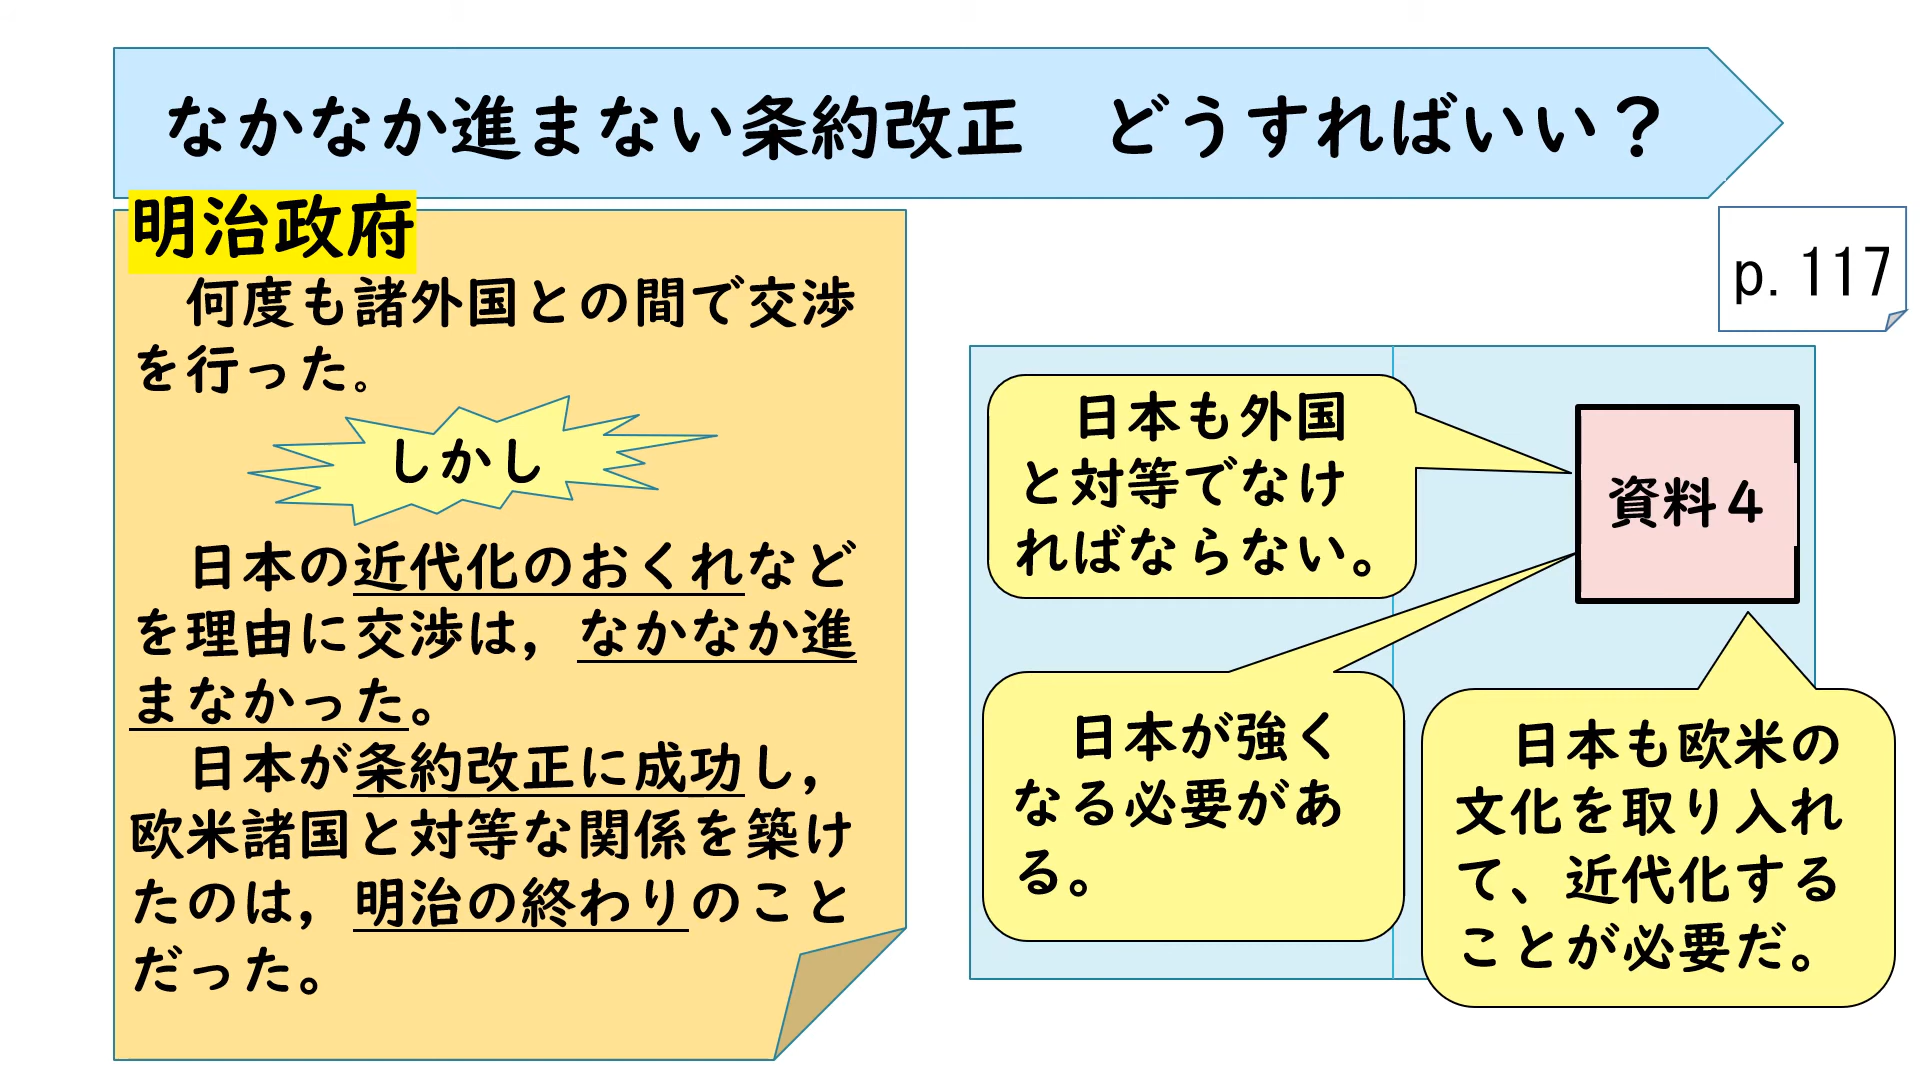 なかなか進まない条約改正　どうすればいい？
明治政府
何度も諸外国との間で交渉
を行った。
しかし
日本の近代化のおくれなど
を理由に交渉は，なかなか進
まなかった。
日本が条約改正に成功し，
欧米諸国と対等な関係を築け
たのは，明治の終わりのこと
だった。
p.117
日本も外国
と対等でなけ
ればならない。
資料４
日本が強く
なる必要があ
る。
日本も欧米の
文化を取り入れ
て、近代化する
ことが必要だ。